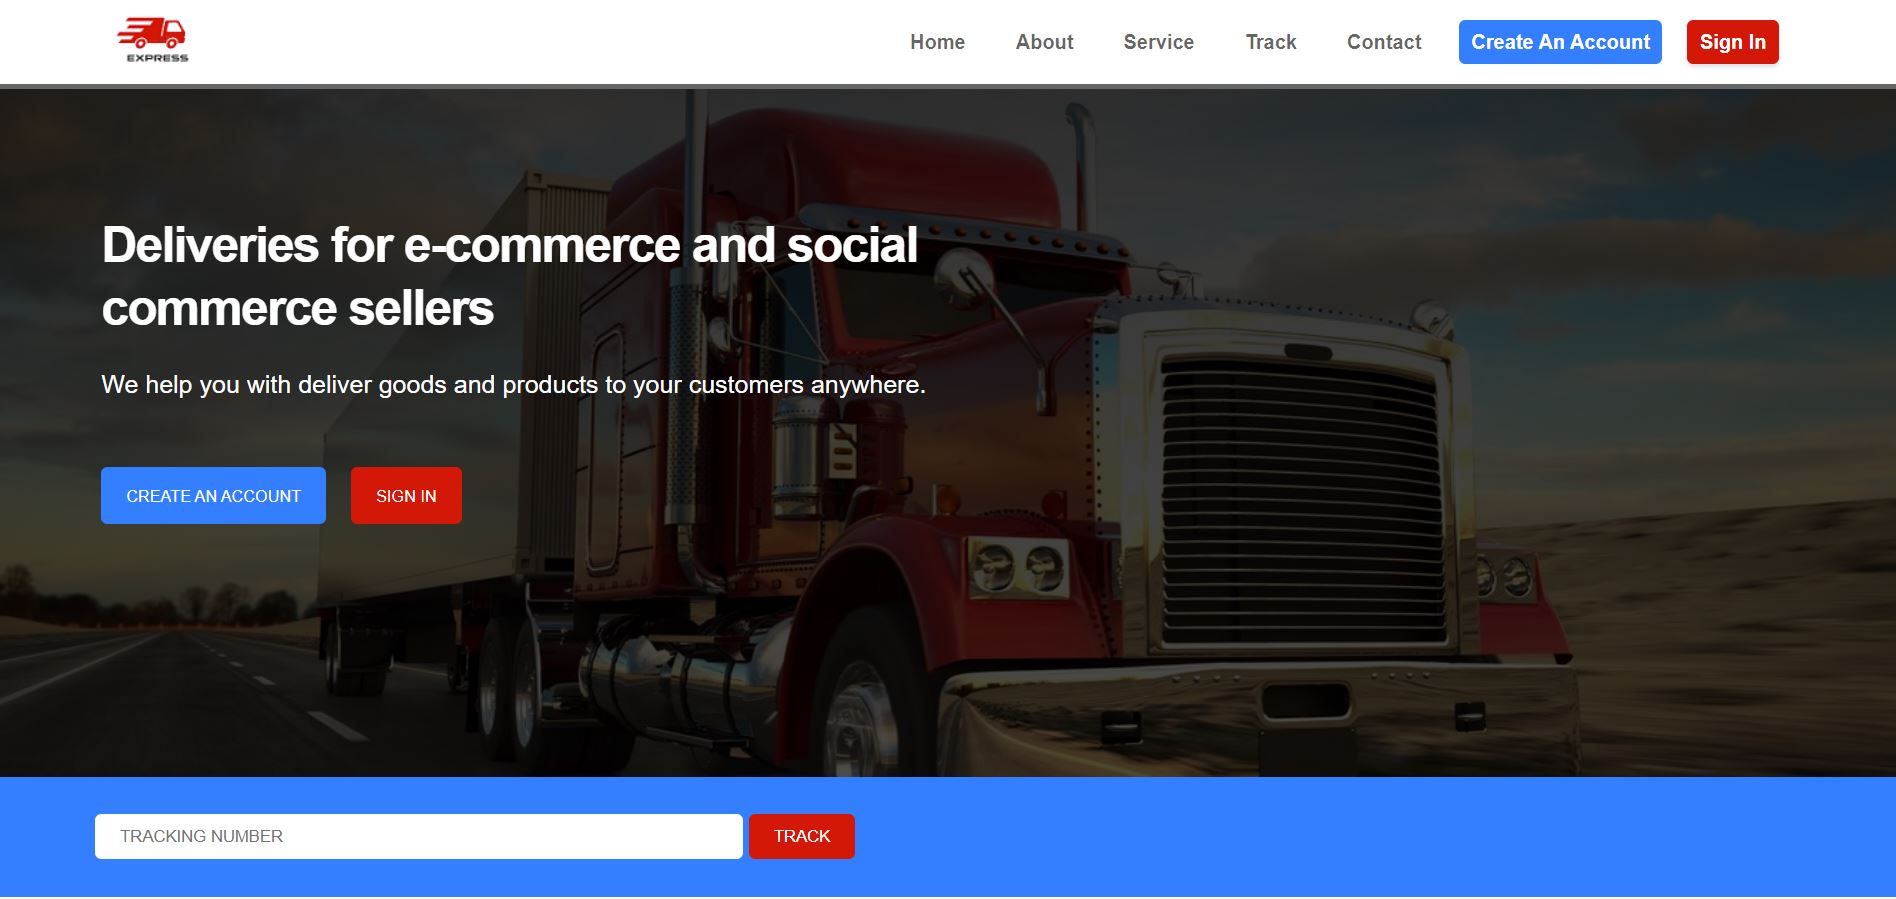 EXPRESS
Home
About
Service
Track
Contact
Create An Account
Sign In
Deliveries for e-commerce and social
commerce sellers
We help you with deliver goods and products to your customers anywhere.
CREATE AN ACCOUNT
SIGN IN
TRACKING NUMBER
TRACK